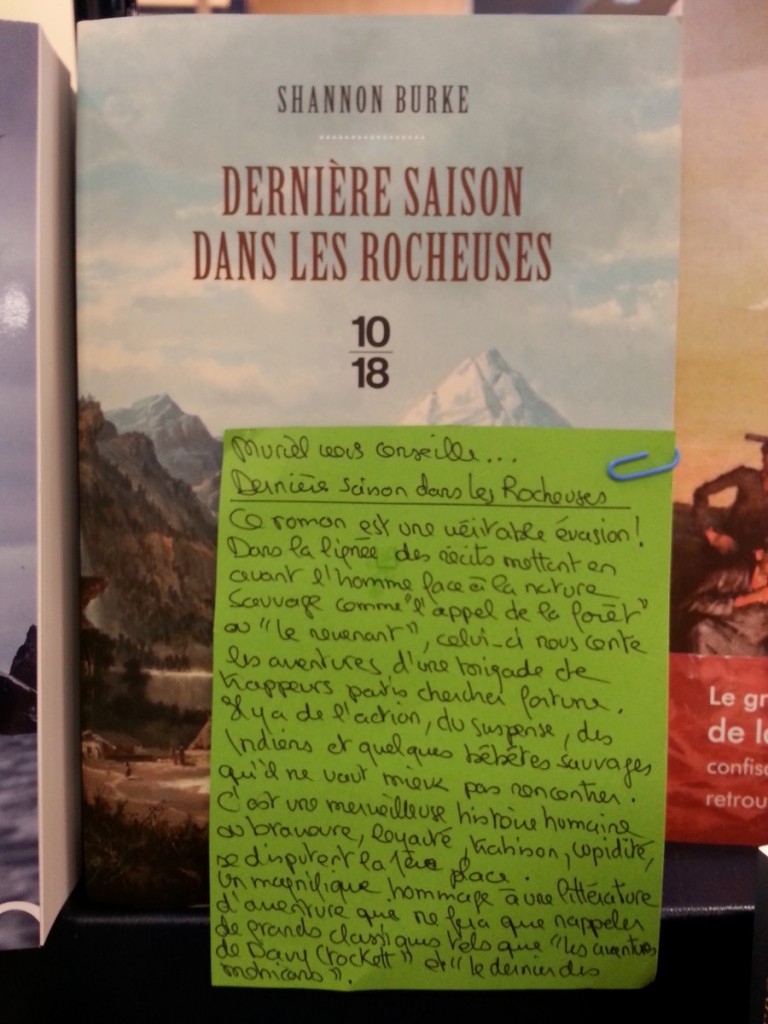 SHANNON BURKE
DERNIÈRE SAISON
DANS LES ROCHEUSES
10
18
Muriel vous conseille...
Dernière saison dans les Rocheuses
Ce roman est une véritable évasion!
Dans la lignée des récits mettant en
avant l'homme face à la nature
sauvage comme "l'appel de la forêt"
ou "le revenant", celui-ci nous conte
les aventures d'une brigade de
trappeurs partis chercher fortune.
Il y a de l'action, du suspense, des
Indiens et quelques bêbêtes sauvages
qu'il ne vaut mieux pas rencontrer.
C'est une merveilleuse histoire humaine
où bravoure, loyauté, trahison, cupidité,
se disputent la 1ère place.
Un magnifique hommage à une littérature
d'aventure que ne fera que rappeler
de grands classiques tels que "les aventures
de Davy Crockett" et "le dernier des
mohicans".
Le gr
de l
confis
retrou